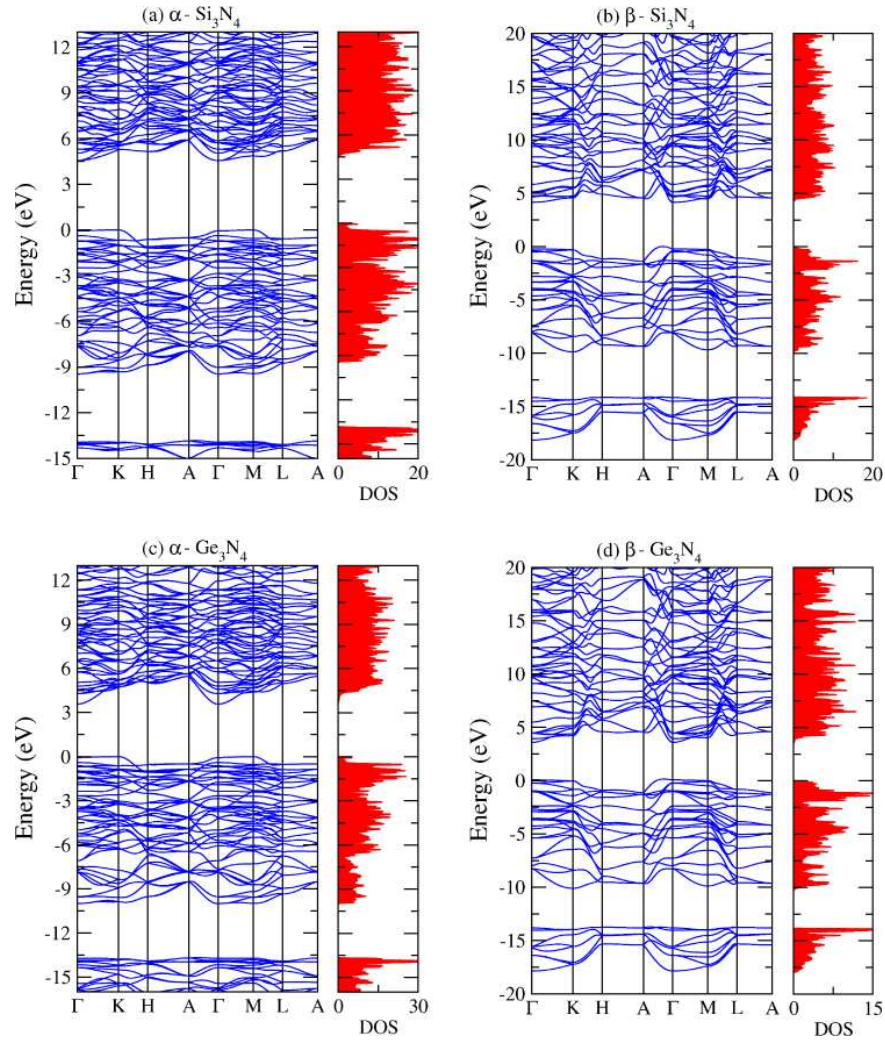 (a) α - Si₃N₄
12
9
6
3
0
-3
-6
-9
-12
-15
Energy (eV)
Γ K H A Γ M L A
0 10 20
DOS
(b) β - Si₃N₄
20
15
10
5
0
-5
-10
-15
-20
Energy (eV)
Γ K H A Γ M L A
0 10 20
DOS
(c) α - Ge₃N₄
12
9
6
3
0
-3
-6
-9
-12
-15
Energy (eV)
Γ K H A Γ M L A
0 30
DOS
(d) β - Ge₃N₄
20
15
10
5
0
-5
-10
-15
-20
Energy (eV)
Γ K H A Γ M L A
0 15
DOS